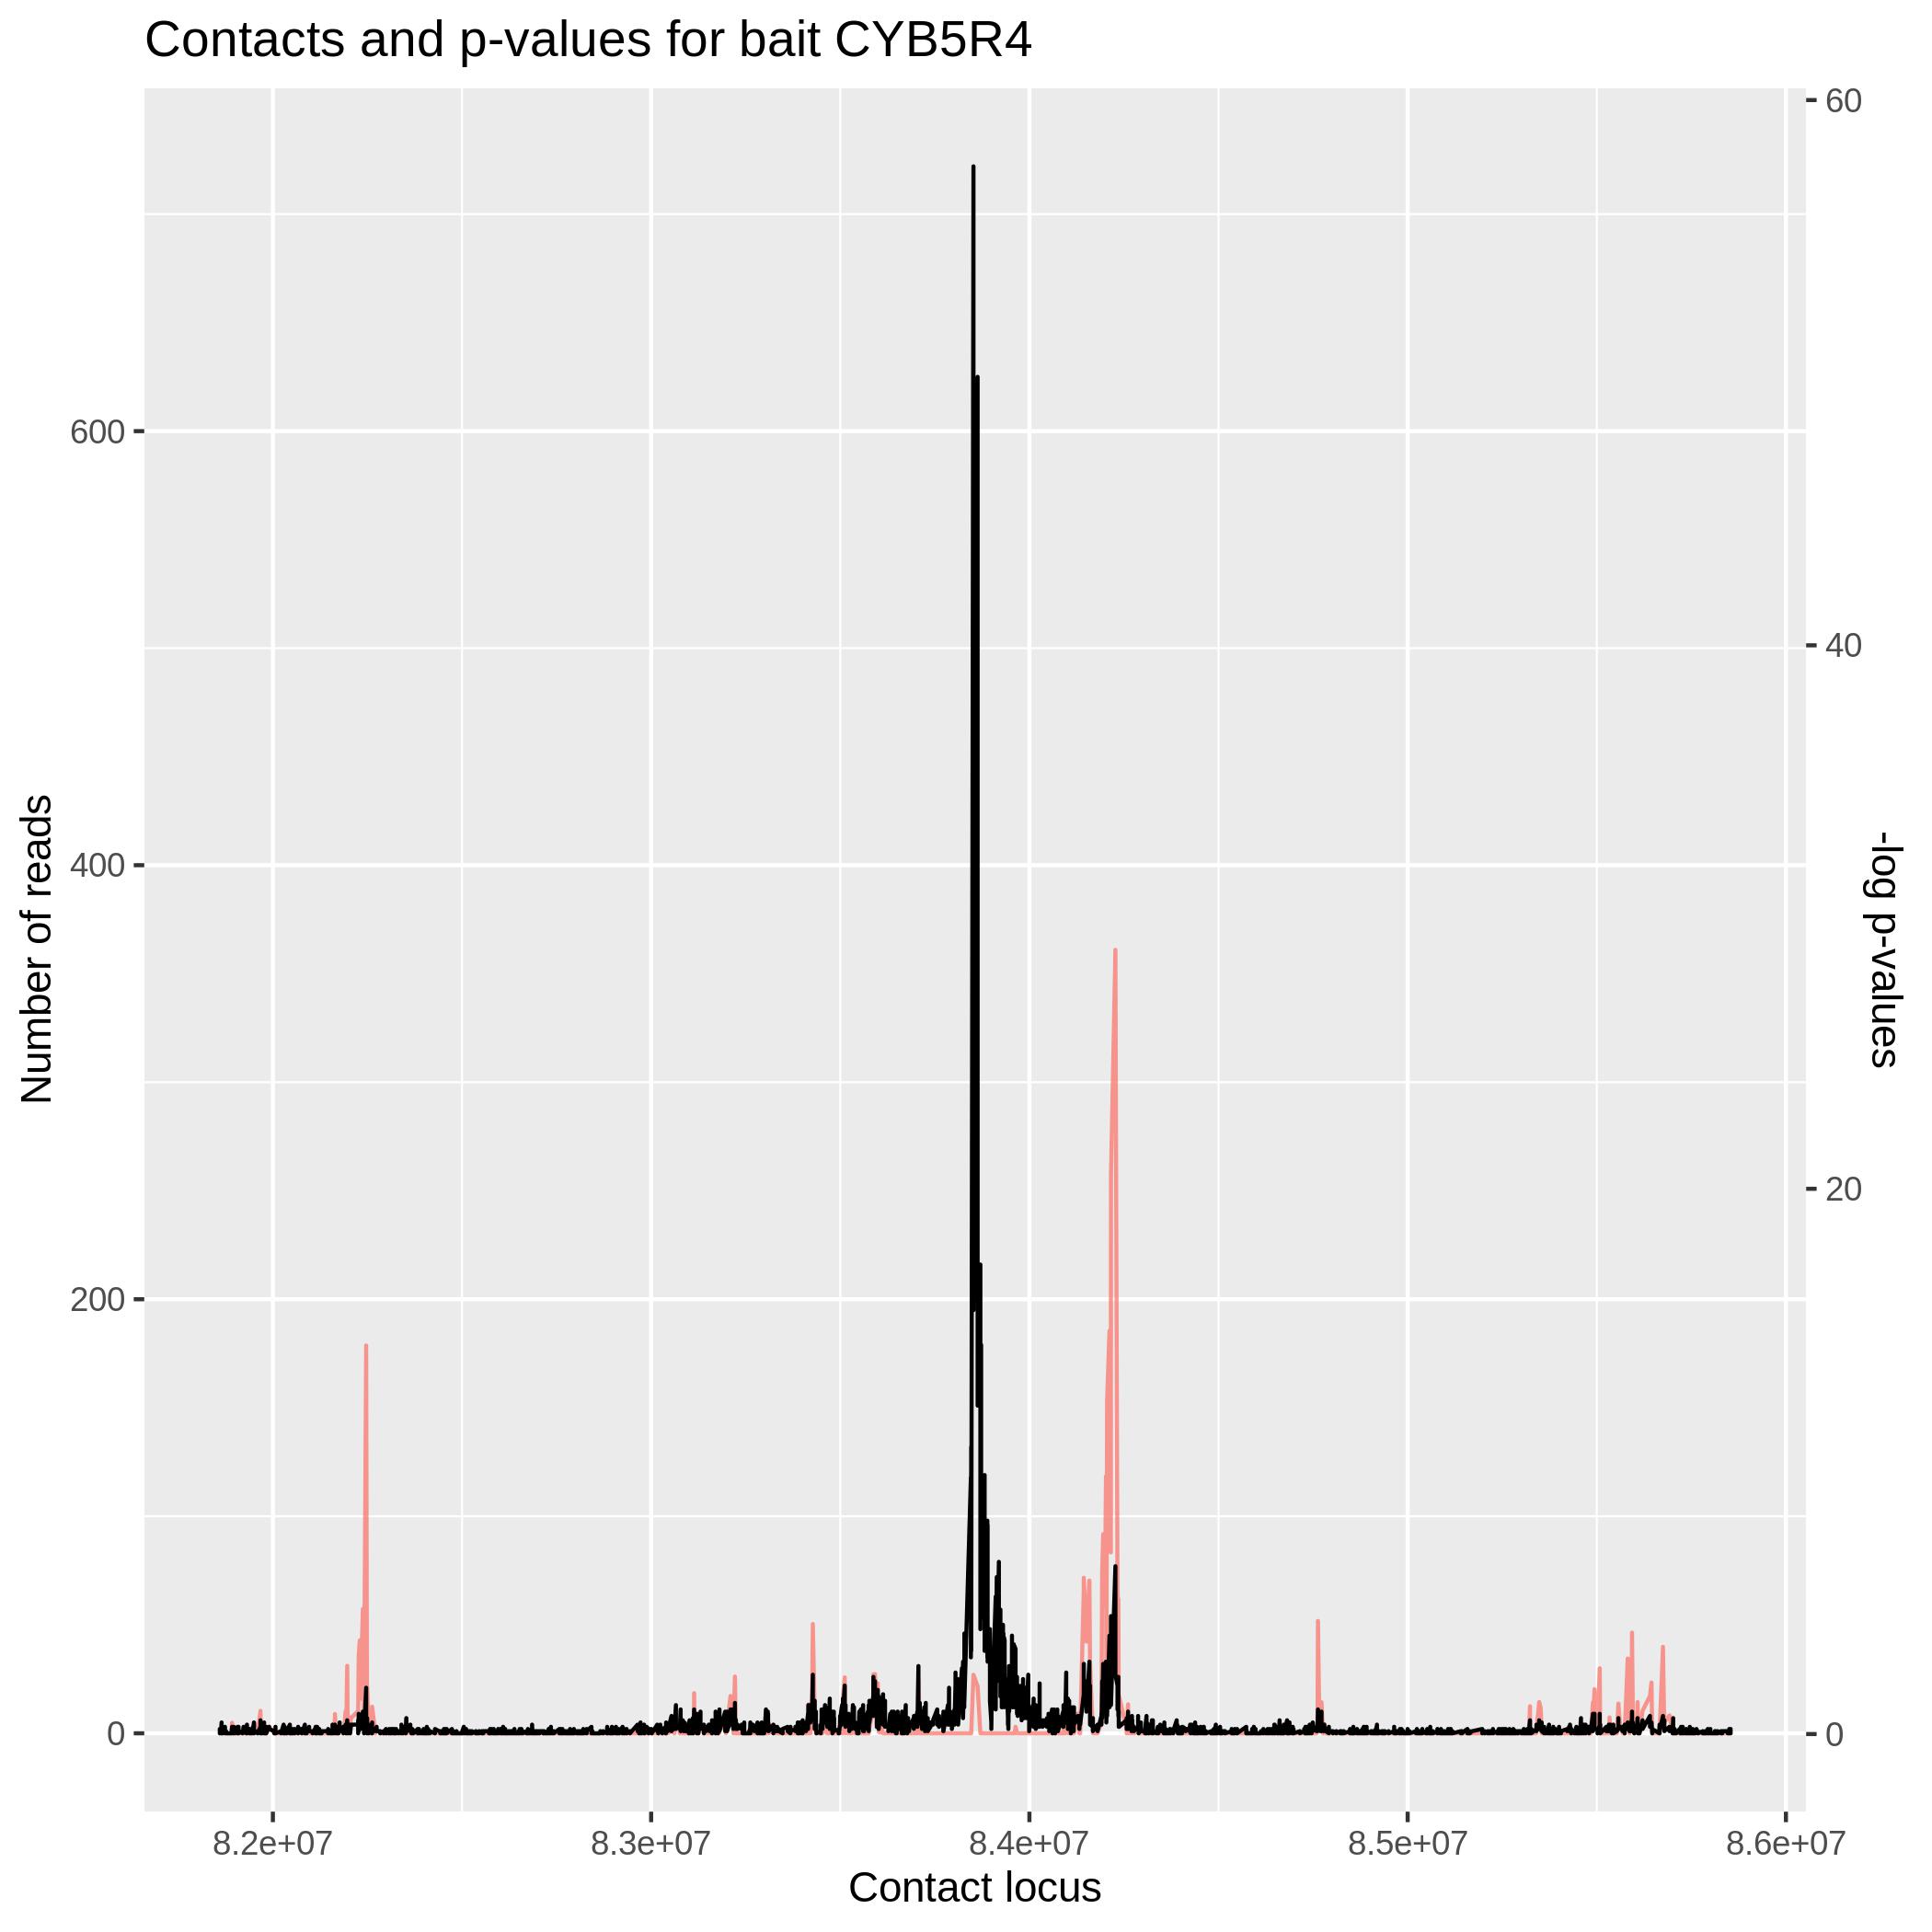 Contacts and p-values for bait CYB5R4
60
600
40
400
20
200
0
0
Number of reads
-log p-values
8.2e+07
8.3e+07
8.4e+07
8.5e+07
8.6e+07
Contact locus